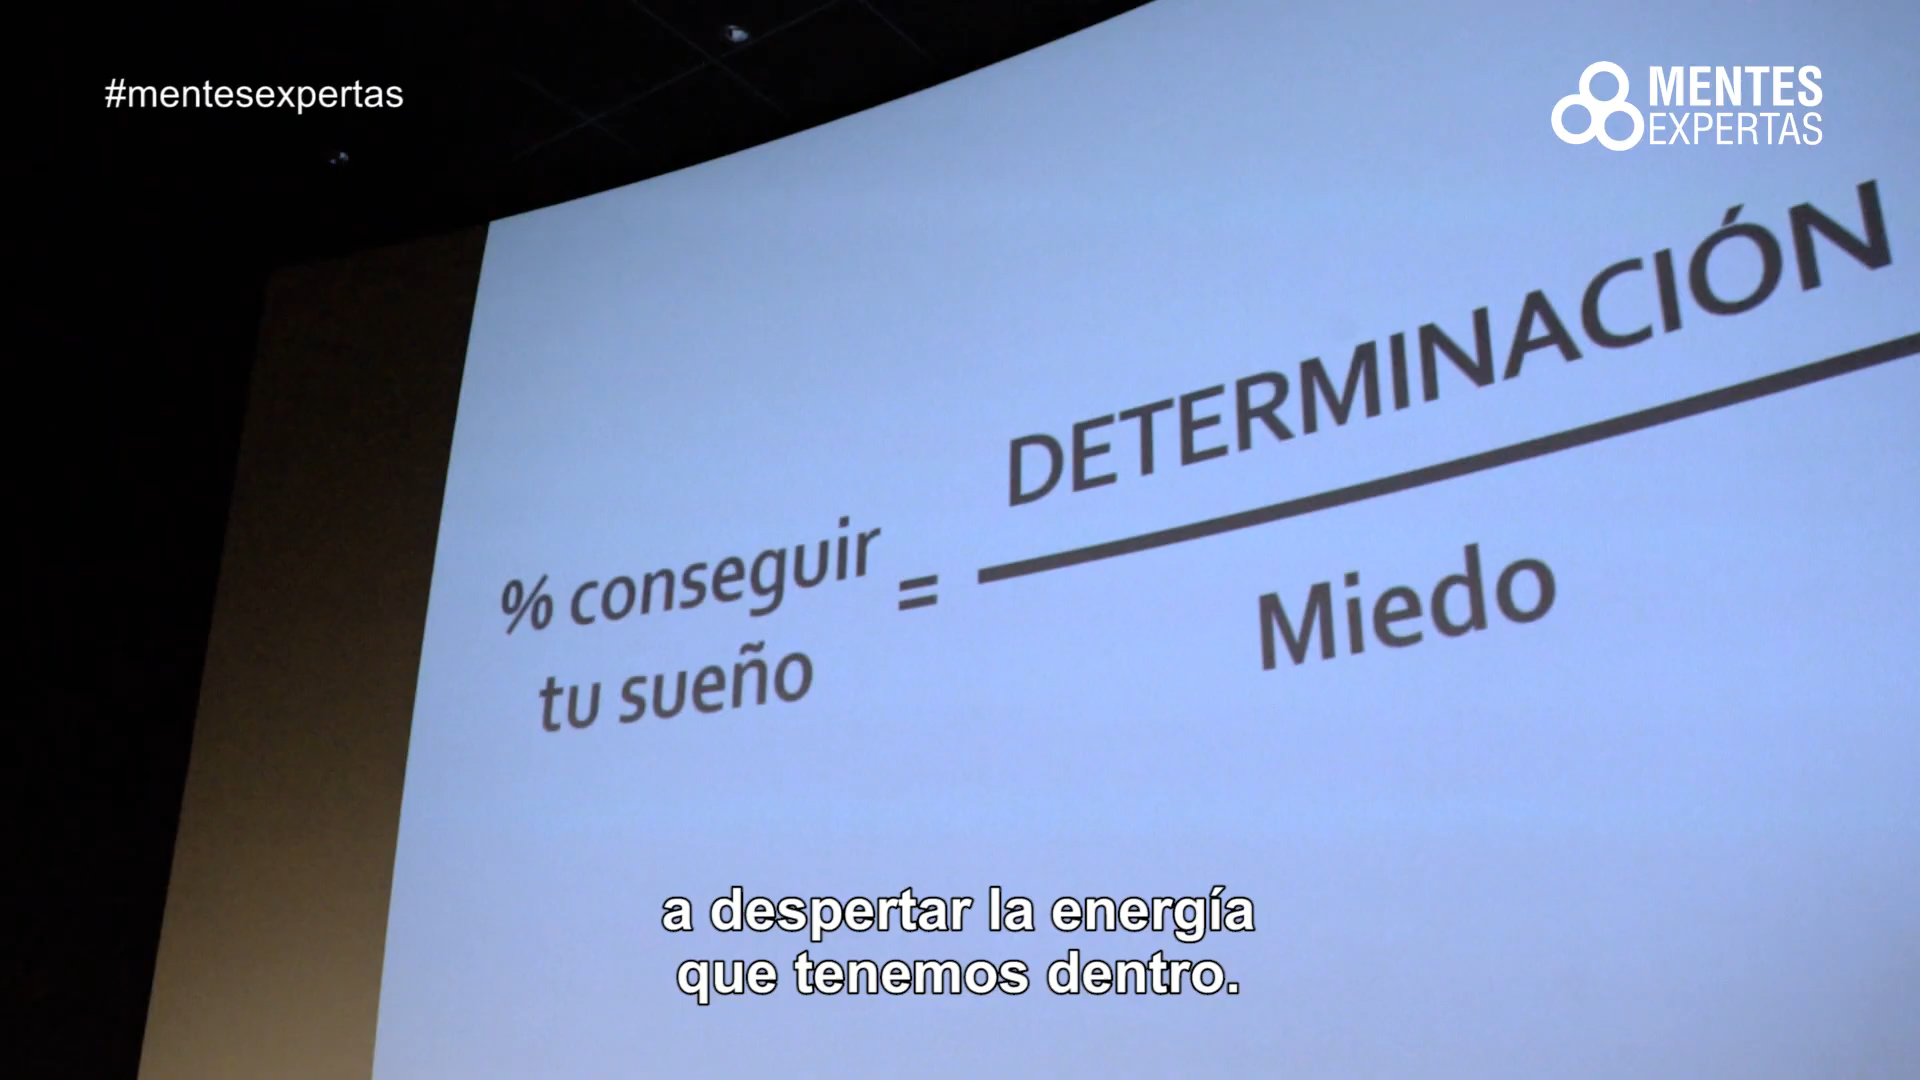 #mentesexpertas
MENTES
EXPERTAS
DETERMINACIÓN
% conseguir
tu sueño
=
Miedo
a despertar la energía
que tenemos dentro.